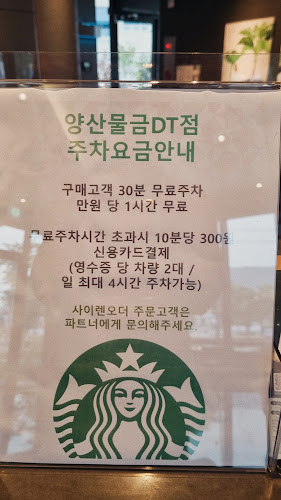 양산물금DT점
주차요금안내
구매고객 30분 무료주차
만원 당 1시간 무료
무료주차시간 초과시 10분당 300원
신용카드결제
(영수증 당 차량 2대 /
일 최대 4시간 주차가능)
사이렌오더 주문고객은
파트너에게 문의해주세요.